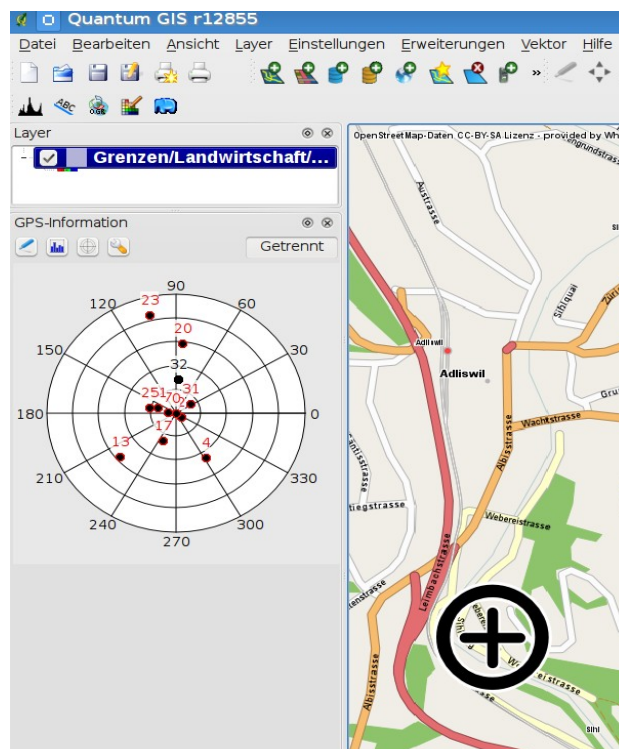 Quantum GIS r12855
Datei Bearbeiten Ansicht Layer Einstellungen Erweiterungen Vektor Hilfe
»
ABC
Layer
Grenzen/Landwirtschaft/...
GPS-Information
Getrennt
90
120
60
150
30
180
0
210
330
240
300
270
23
20
32
31
25
17
13
4
OpenStreetMap-Daten CC-BY-SA Lizenz - provided by Wh
Austrasse
Sihlquai
Adliswil
Adliswil
Wachtstrasse
Albisstrasse
Webereistrasse
Leimbachstrasse
Albisstrasse
Sihl